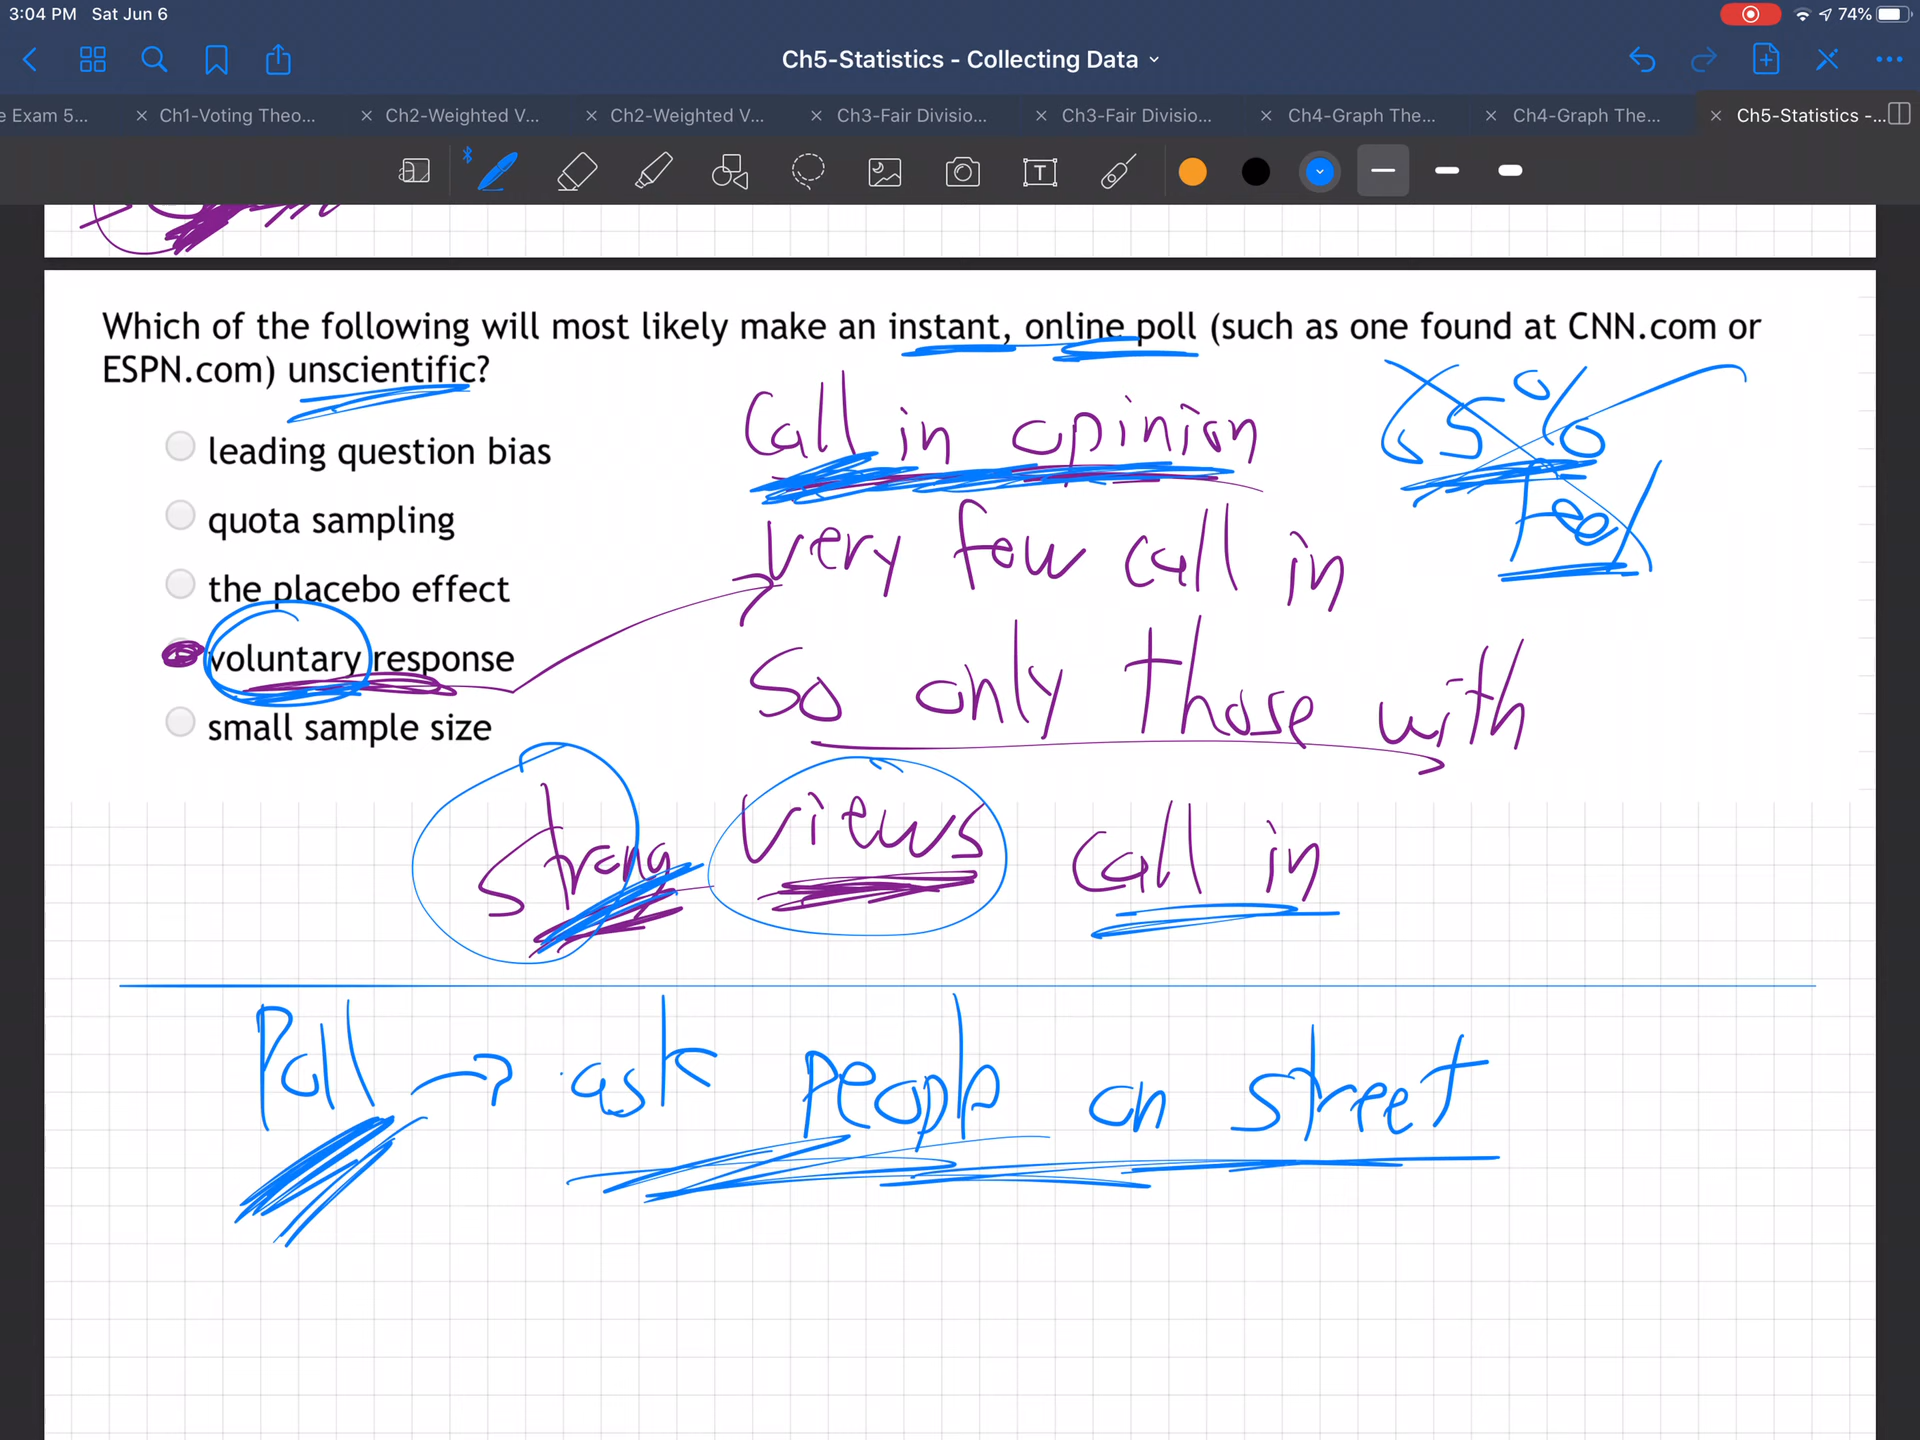 3:04 PM Sat Jun 6
74%
Ch5-Statistics - Collecting Data
e Exam 5...
Ch1-Voting Theo...
Ch2-Weighted V...
Ch2-Weighted V...
Ch3-Fair Divisio...
Ch3-Fair Divisio...
Ch4-Graph The...
Ch4-Graph The...
Ch5-Statistics -...
T
Which of the following will most likely make an instant, online poll (such as one found at CNN.com or
ESPN.com) unscientific?
leading question bias
quota sampling
the placebo effect
voluntary response
small sample size
Call in opinion
very few call in
So only those with
strong views call in
65%
Feel
Poll → ask people on street